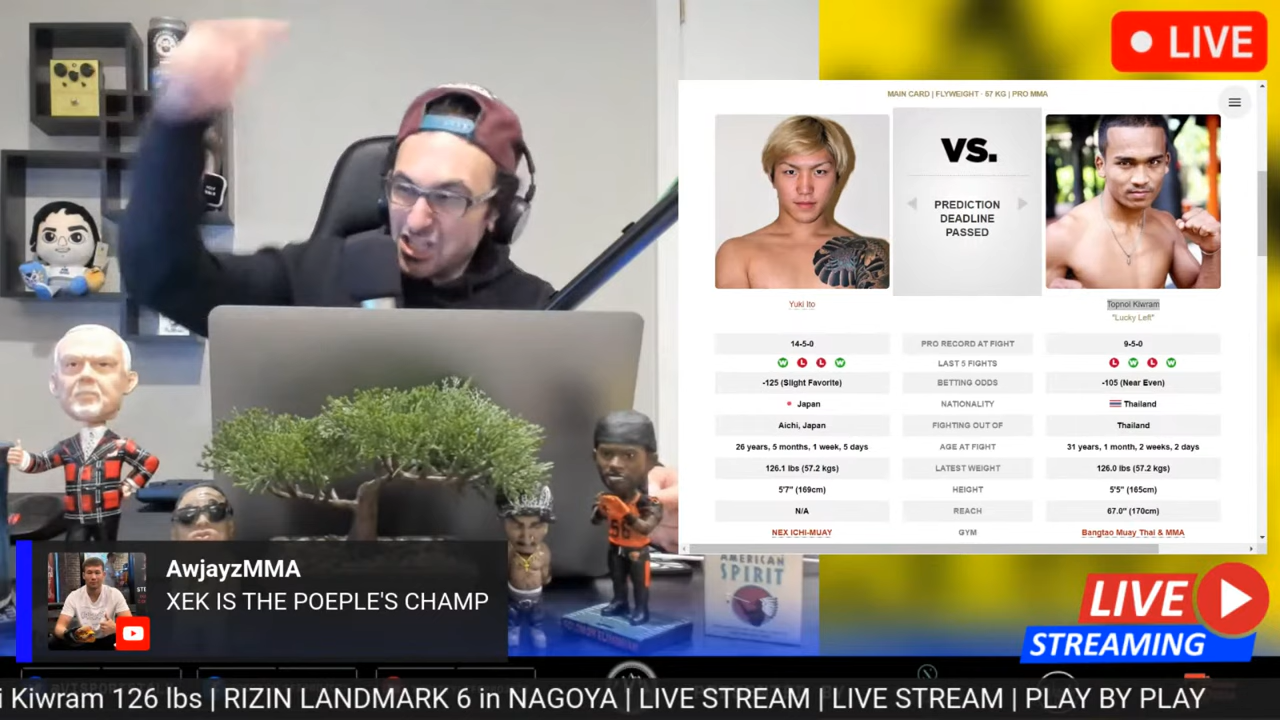 LIVE
MAIN CARD | FLYWEIGHT · 57 KG | PRO MMA
VS.
PREDICTION
DEADLINE
PASSED
Yuki Ito
Topnoi Kiwram
"Lucky Left"
14-5-0 PRO RECORD AT FIGHT 9-5-0
W L L W LAST 5 FIGHTS L W L W
-125 (Slight Favorite) BETTING ODDS -105 (Near Even)
Japan NATIONALITY Thailand
Aichi, Japan FIGHTING OUT OF Thailand
26 years, 5 months, 1 week, 5 days AGE AT FIGHT 31 years, 1 month, 2 weeks, 2 days
126.1 lbs (57.2 kgs) LATEST WEIGHT 126.0 lbs (57.2 kgs)
5'7" (169cm) HEIGHT 5'5" (165cm)
N/A REACH 67.0" (170cm)
NEX ICHI-MUAY GYM Bangtao Muay Thai & MMA
AMERICAN
SPIRIT
56
AwjayzMMA
XEK IS THE POEPLE'S CHAMP
LIVE
STREAMING
i Kiwram 126 lbs | RIZIN LANDMARK 6 in NAGOYA | LIVE STREAM | LIVE STREAM | PLAY BY PLAY